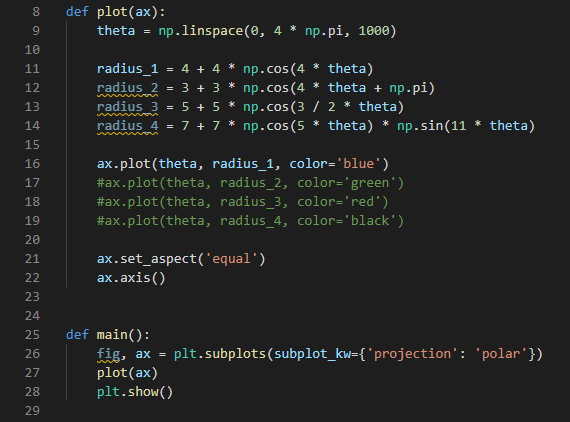 8 def plot(ax):
9     theta = np.linspace(0, 4 * np.pi, 1000)
10
11     radius_1 = 4 + 4 * np.cos(4 * theta)
12     radius_2 = 3 + 3 * np.cos(4 * theta + np.pi)
13     radius_3 = 5 + 5 * np.cos(3 / 2 * theta)
14     radius_4 = 7 + 7 * np.cos(5 * theta) * np.sin(11 * theta)
15
16     ax.plot(theta, radius_1, color='blue')
17     #ax.plot(theta, radius_2, color='green')
18     #ax.plot(theta, radius_3, color='red')
19     #ax.plot(theta, radius_4, color='black')
20
21     ax.set_aspect('equal')
22     ax.axis()
23
24
25 def main():
26     fig, ax = plt.subplots(subplot_kw={'projection': 'polar'})
27     plot(ax)
28     plt.show()
29